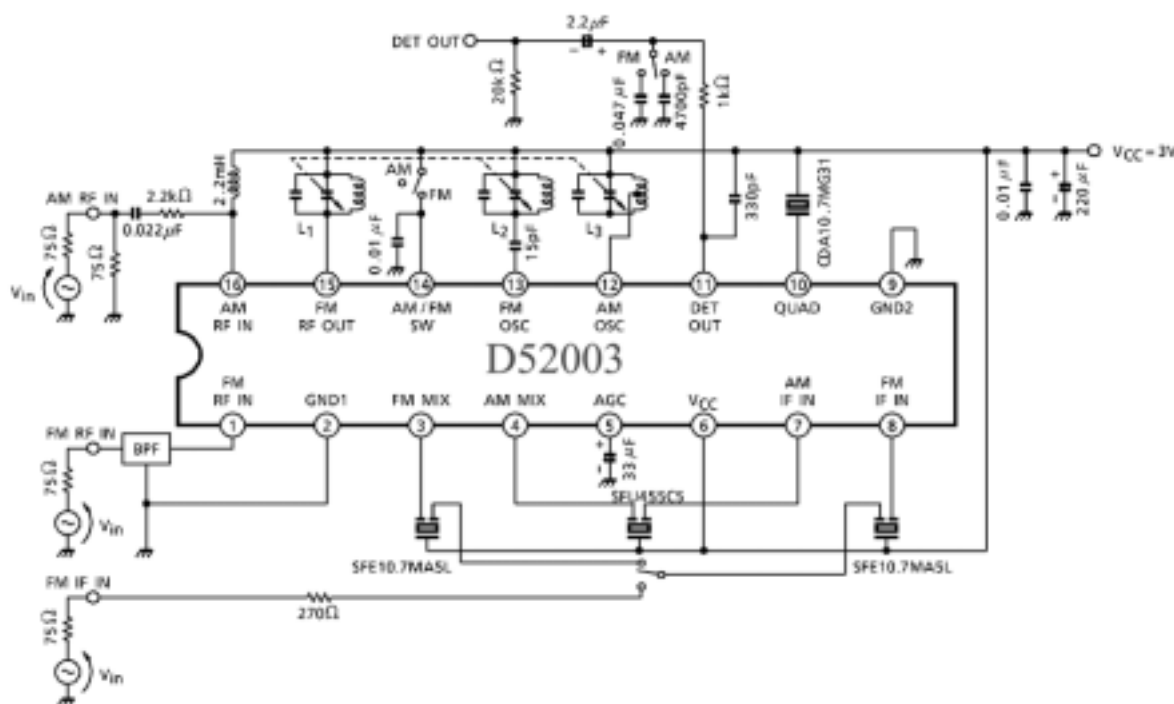 2.2μF
DET OUT
FM AM
20kΩ
0.047μF
4700pF
1kΩ
VCC=3V
AM RF IN
2.2kΩ
0.022μF
2.2mH
75Ω
75Ω
Vin
L1
AM
FM
0.01μF
L2
15pF
L3
330pF
CDA10.7MG31
0.01μF
220μF
16 15 14 13 12 11 10 9
AM RF IN
FM RF OUT
AM/FM SW
FM OSC
AM OSC
DET OUT
QUAD
GND2
D52003
FM RF IN
GND1
FM MIX
AM MIX
AGC
VCC
AM IF IN
FM IF IN
1 2 3 4 5 6 7 8
FM RF IN
BPF
75Ω
Vin
33μF
SFU455C5
SFE10.7MA5L
SFE10.7MA5L
FM IF IN
270Ω
75Ω
Vin